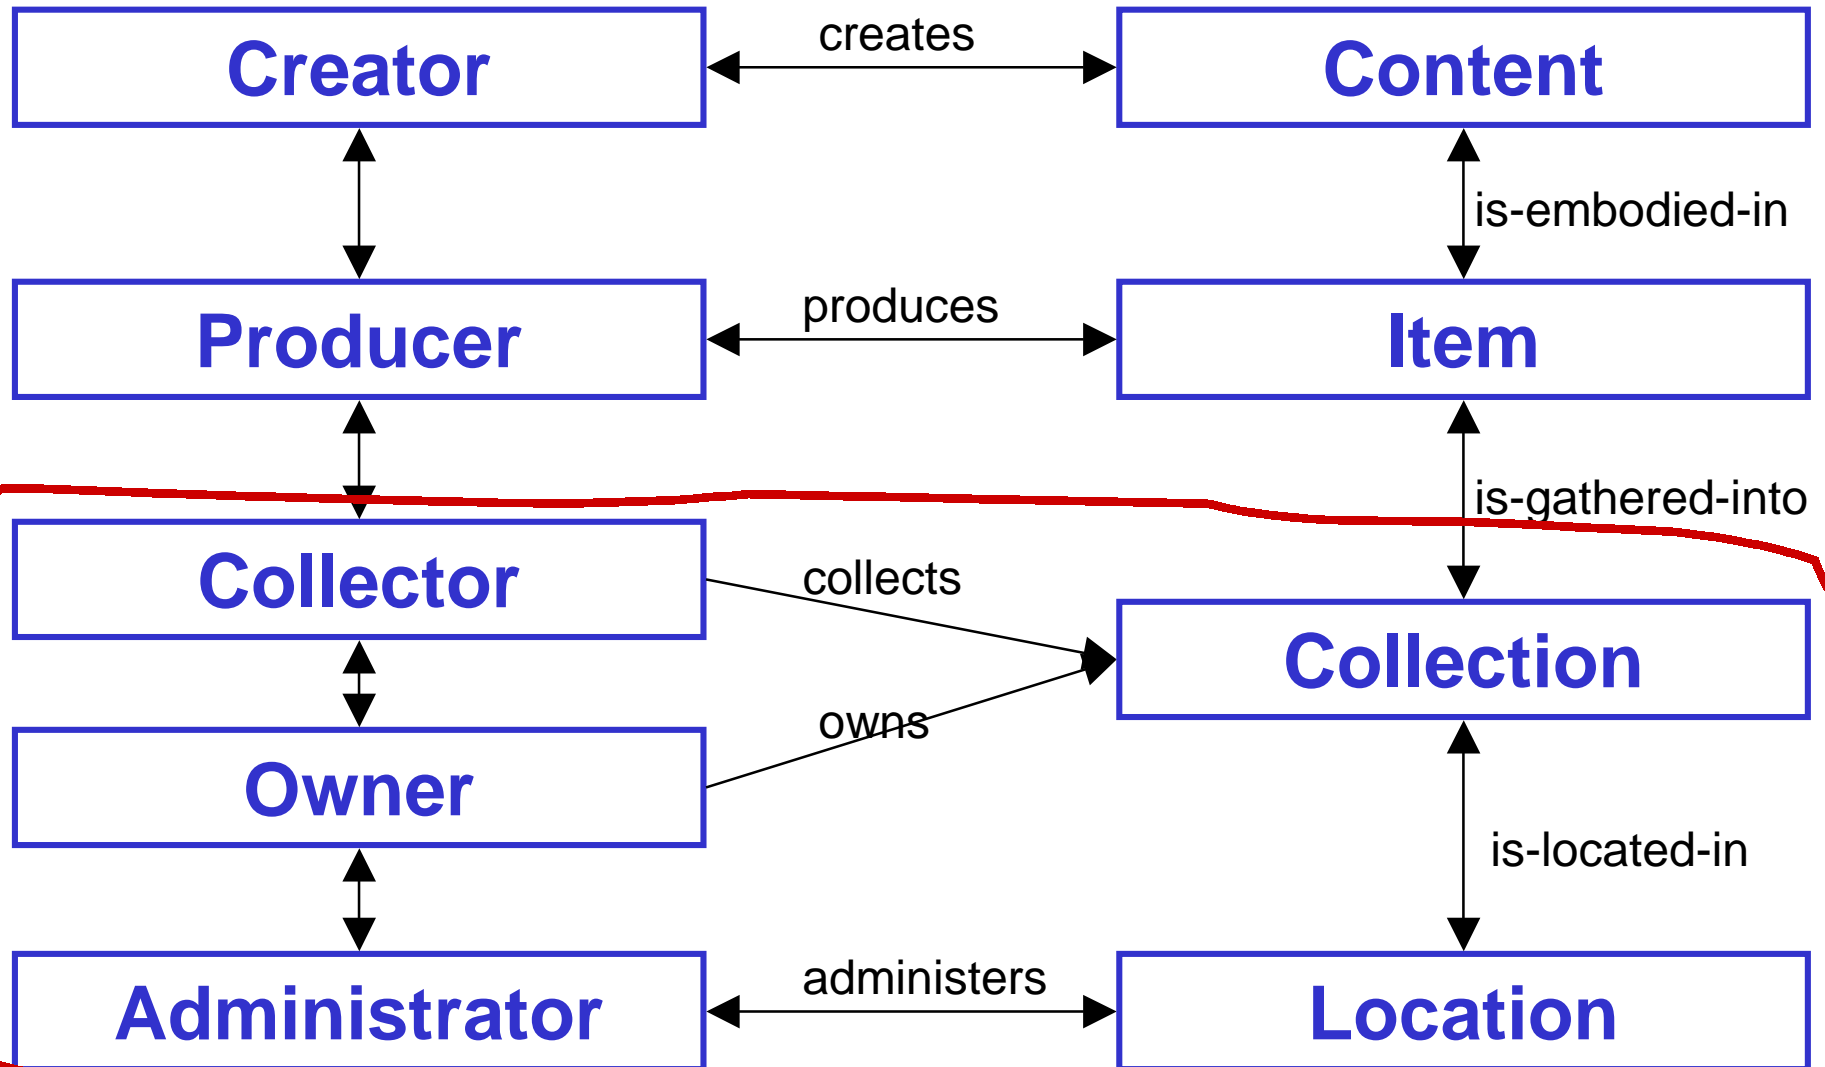 creates
Creator
Content
is-embodied-in
produces
Producer
Item
is-gathered-into
Collector
collects
Collection
owns
Owner
is-located-in
administers
Administrator
Location